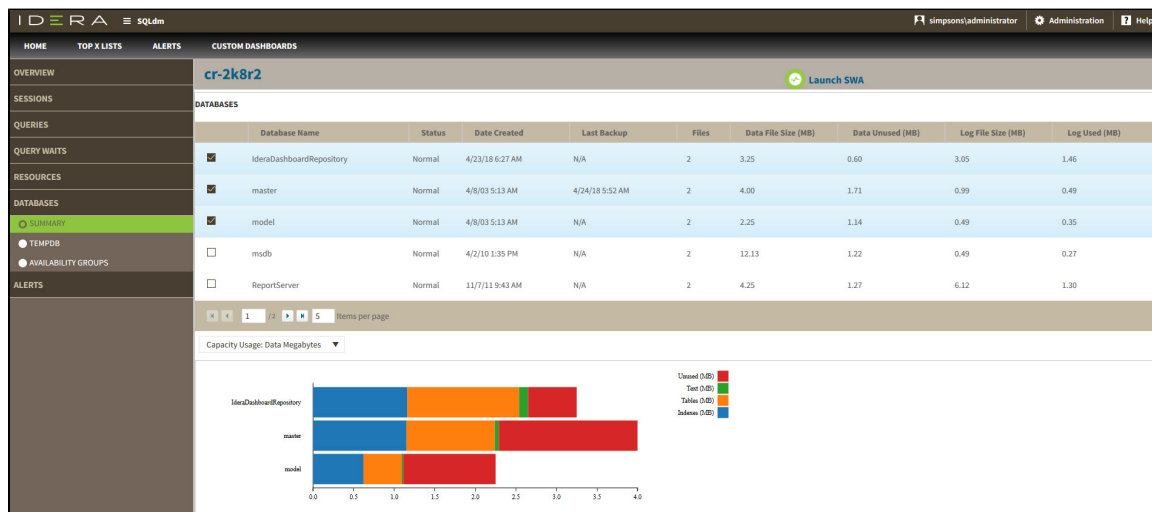 IDERA ≡ SQLdm simpsons\administrator Administration ? Help
HOME TOP X LISTS ALERTS CUSTOM DASHBOARDS
OVERVIEW
SESSIONS
QUERIES
QUERY WAITS
RESOURCES
DATABASES
SUMMARY
TEMPDB
AVAILABILITY GROUPS
ALERTS
cr-2k8r2 Launch SWA
DATABASES
Database Name Status Date Created Last Backup Files Data File Size (MB) Data Unused (MB) Log File Size (MB) Log Used (MB)
IderaDashboardRepository Normal 4/23/18 6:27 AM N/A 2 3.25 0.60 3.05 1.46
master Normal 4/8/03 5:13 AM 4/24/18 5:52 AM 2 4.00 1.71 0.99 0.49
model Normal 4/8/03 5:13 AM N/A 2 2.25 1.14 0.49 0.35
msdb Normal 4/2/10 1:35 PM N/A 2 12.13 1.22 0.49 0.27
ReportServer Normal 11/7/11 9:43 AM N/A 2 4.25 1.27 6.12 1.30
1 / 2 5 Items per page
Capacity Usage: Data Megabytes
Unused (MB)
Text (MB)
Tables (MB)
Indexes (MB)
IderaDashboardRepository
master
model
0.0 0.5 1.0 1.5 2.0 2.5 3.0 3.5 4.0